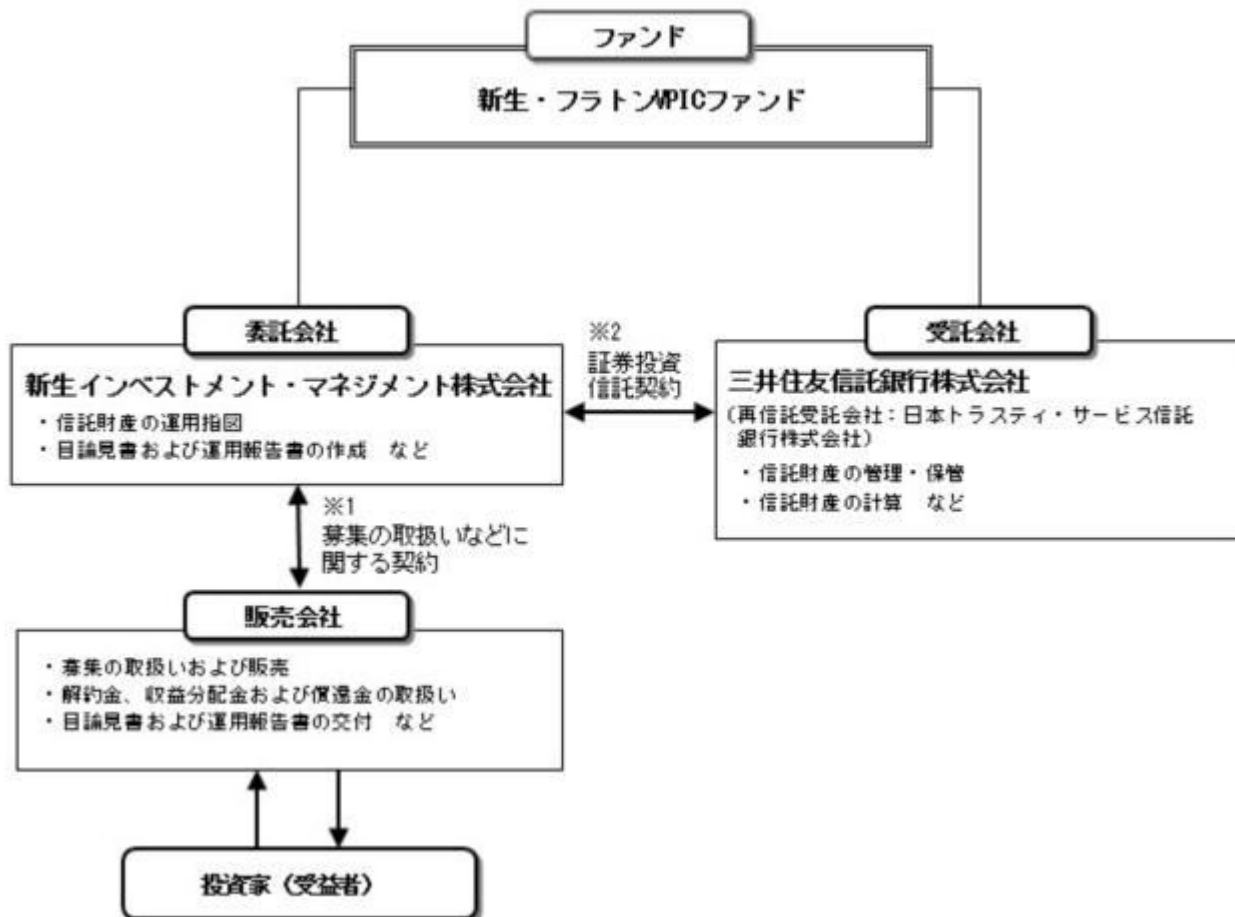 ファンド
新生・フラトンVPICファンド
委託会社
新生インベストメント・マネジメント株式会社
・信託財産の運用指図
・目論見書および運用報告書の作成 など
※2
証券投資
信託契約
受託会社
三井住友信託銀行株式会社
(再信託受託会社:日本トラスティ・サービス信託
銀行株式会社)
・信託財産の管理・保管
・信託財産の計算 など
※1
募集の取扱いなどに
関する契約
販売会社
・募集の取扱いおよび販売
・解約金、収益分配金および償還金の取扱い
・目論見書および運用報告書の交付 など
投資家(受益者)